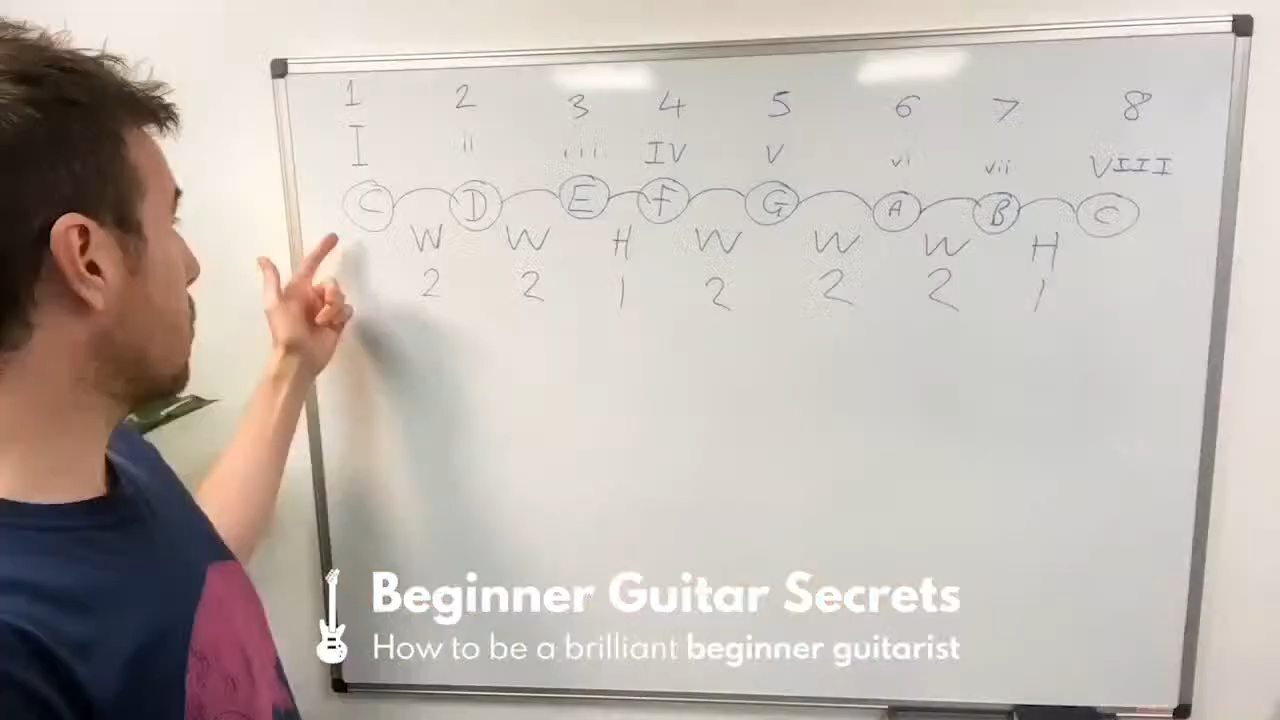 1 2 3 4 5 6 7 8
I ii iii IV V vi vii VIII
C D E F G A B C
W W H W W W H
2 2 1 2 2 2 1
Beginner Guitar Secrets
How to be a brilliant beginner guitarist